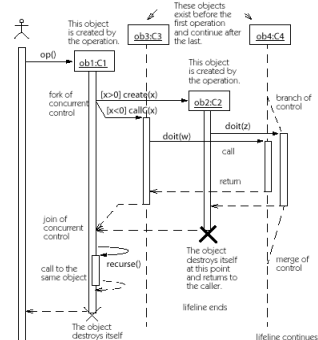 This object
is created by
the operation.
These objects
exist before the
first operation
and continue after
the last.
ob3:C3
ob4:C4
op()
ob1:C1
This object
is created by
the operation.
fork of
concurrent
control
[x>0] create(x)
[x<0] callC(x)
ob2:C2
branch of
control
doit(z)
doit(w)
call
return
join of
concurrent
control
call to the
same object
recurse()
The object
destroys itself
at this point
and returns to
the caller.
merge of
control
lifeline ends
The object
destroys itself
lifeline continues